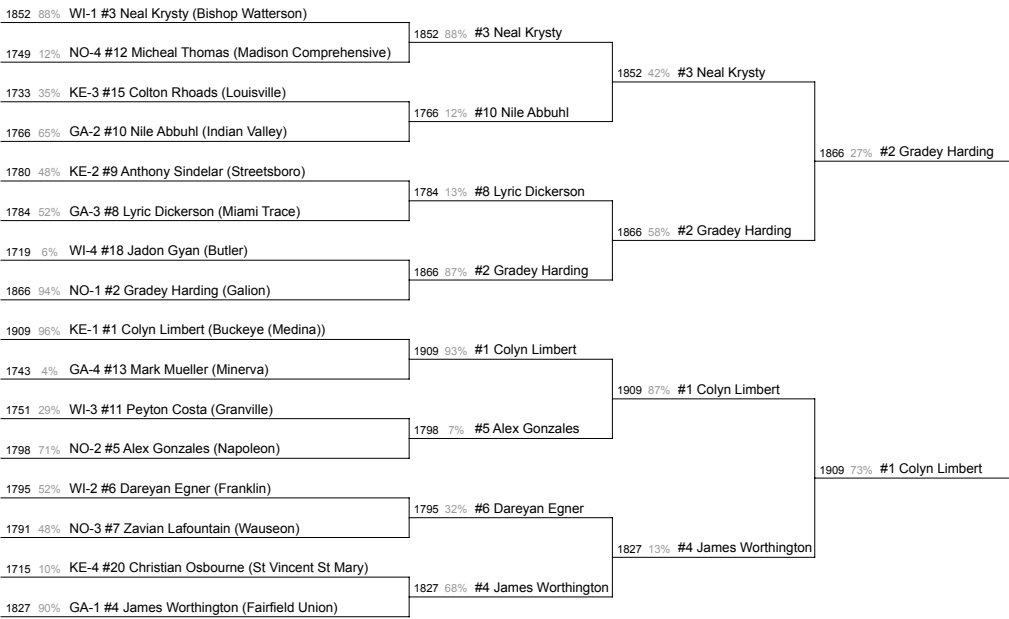 1852 88% WI-1 #3 Neal Krysty (Bishop Watterson)
1852 88% #3 Neal Krysty
1749 12% NO-4 #12 Micheal Thomas (Madison Comprehensive)
1852 42% #3 Neal Krysty
1733 35% KE-3 #15 Colton Rhoads (Louisville)
1766 12% #10 Nile Abbuhl
1766 65% GA-2 #10 Nile Abbuhl (Indian Valley)
1866 27% #2 Gradey Harding
1780 48% KE-2 #9 Anthony Sindelar (Streetsboro)
1784 13% #8 Lyric Dickerson
1784 52% GA-3 #8 Lyric Dickerson (Miami Trace)
1866 58% #2 Gradey Harding
1719 6% WI-4 #18 Jadon Gyan (Butler)
1866 87% #2 Gradey Harding
1866 94% NO-1 #2 Gradey Harding (Galion)
1909 96% KE-1 #1 Colyn Limbert (Buckeye (Medina))
1909 93% #1 Colyn Limbert
1743 4% GA-4 #13 Mark Mueller (Minerva)
1909 87% #1 Colyn Limbert
1751 29% WI-3 #11 Peyton Costa (Granville)
1798 7% #5 Alex Gonzales
1798 71% NO-2 #5 Alex Gonzales (Napoleon)
1909 73% #1 Colyn Limbert
1795 52% WI-2 #6 Dareyan Egner (Franklin)
1795 32% #6 Dareyan Egner
1791 48% NO-3 #7 Zavian Lafountain (Wauseon)
1827 13% #4 James Worthington
1715 10% KE-4 #20 Christian Osbourne (St Vincent St Mary)
1827 68% #4 James Worthington
1827 90% GA-1 #4 James Worthington (Fairfield Union)